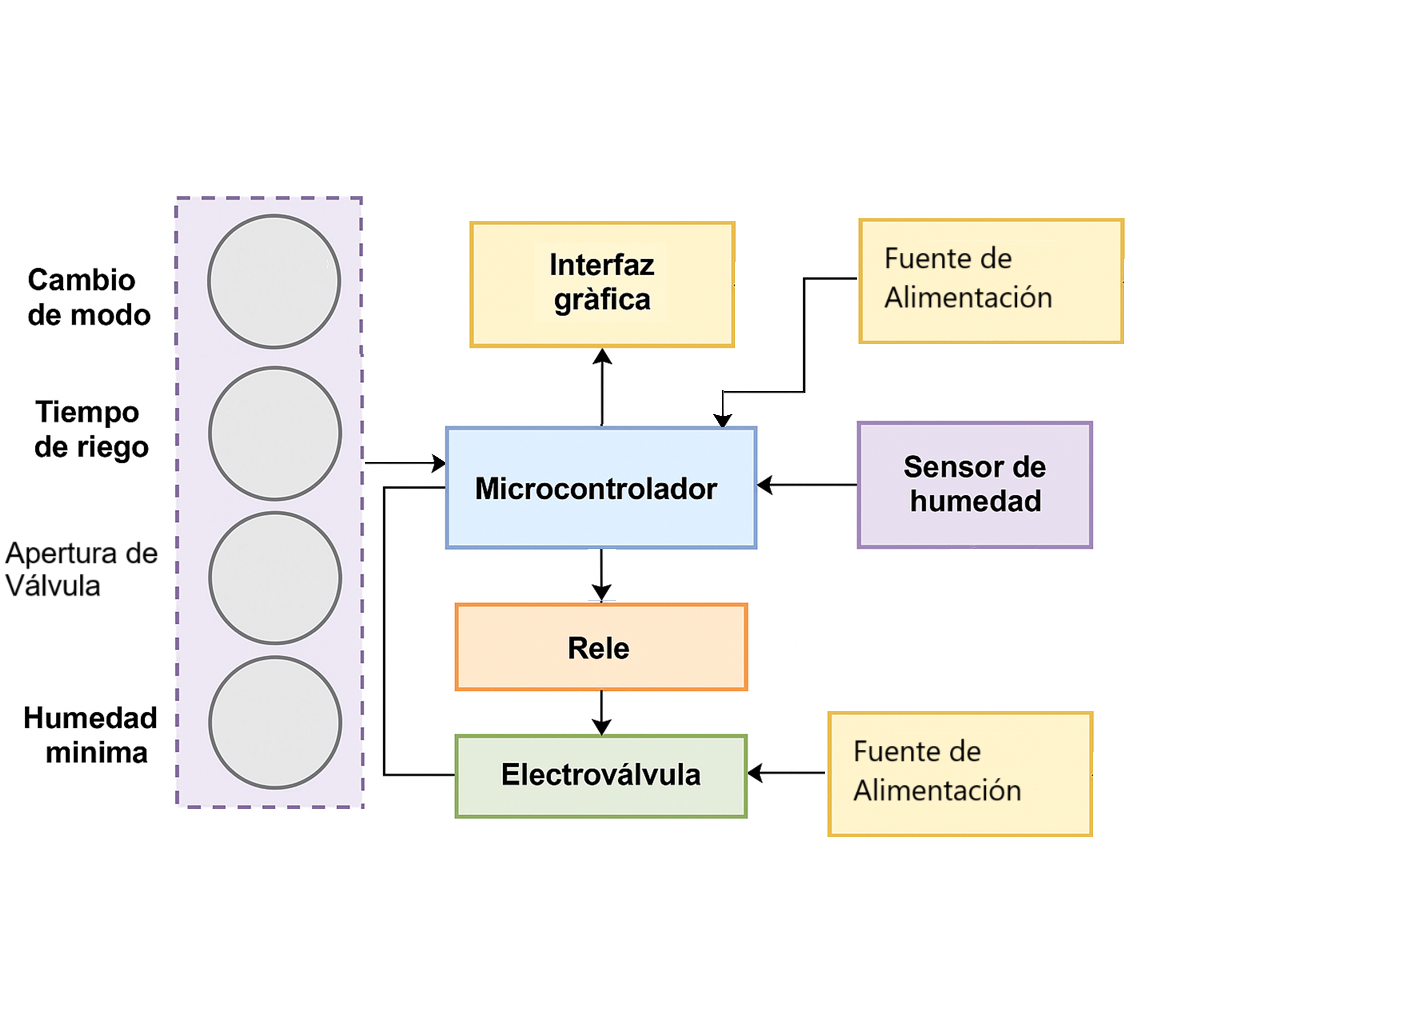 Cambio
de modo
Tiempo
de riego
Apertura de
Válvula
Humedad
minima
Interfaz
gràfica
Fuente de
Alimentación
Microcontrolador
Sensor de
humedad
Rele
Electroválvula
Fuente de
Alimentación